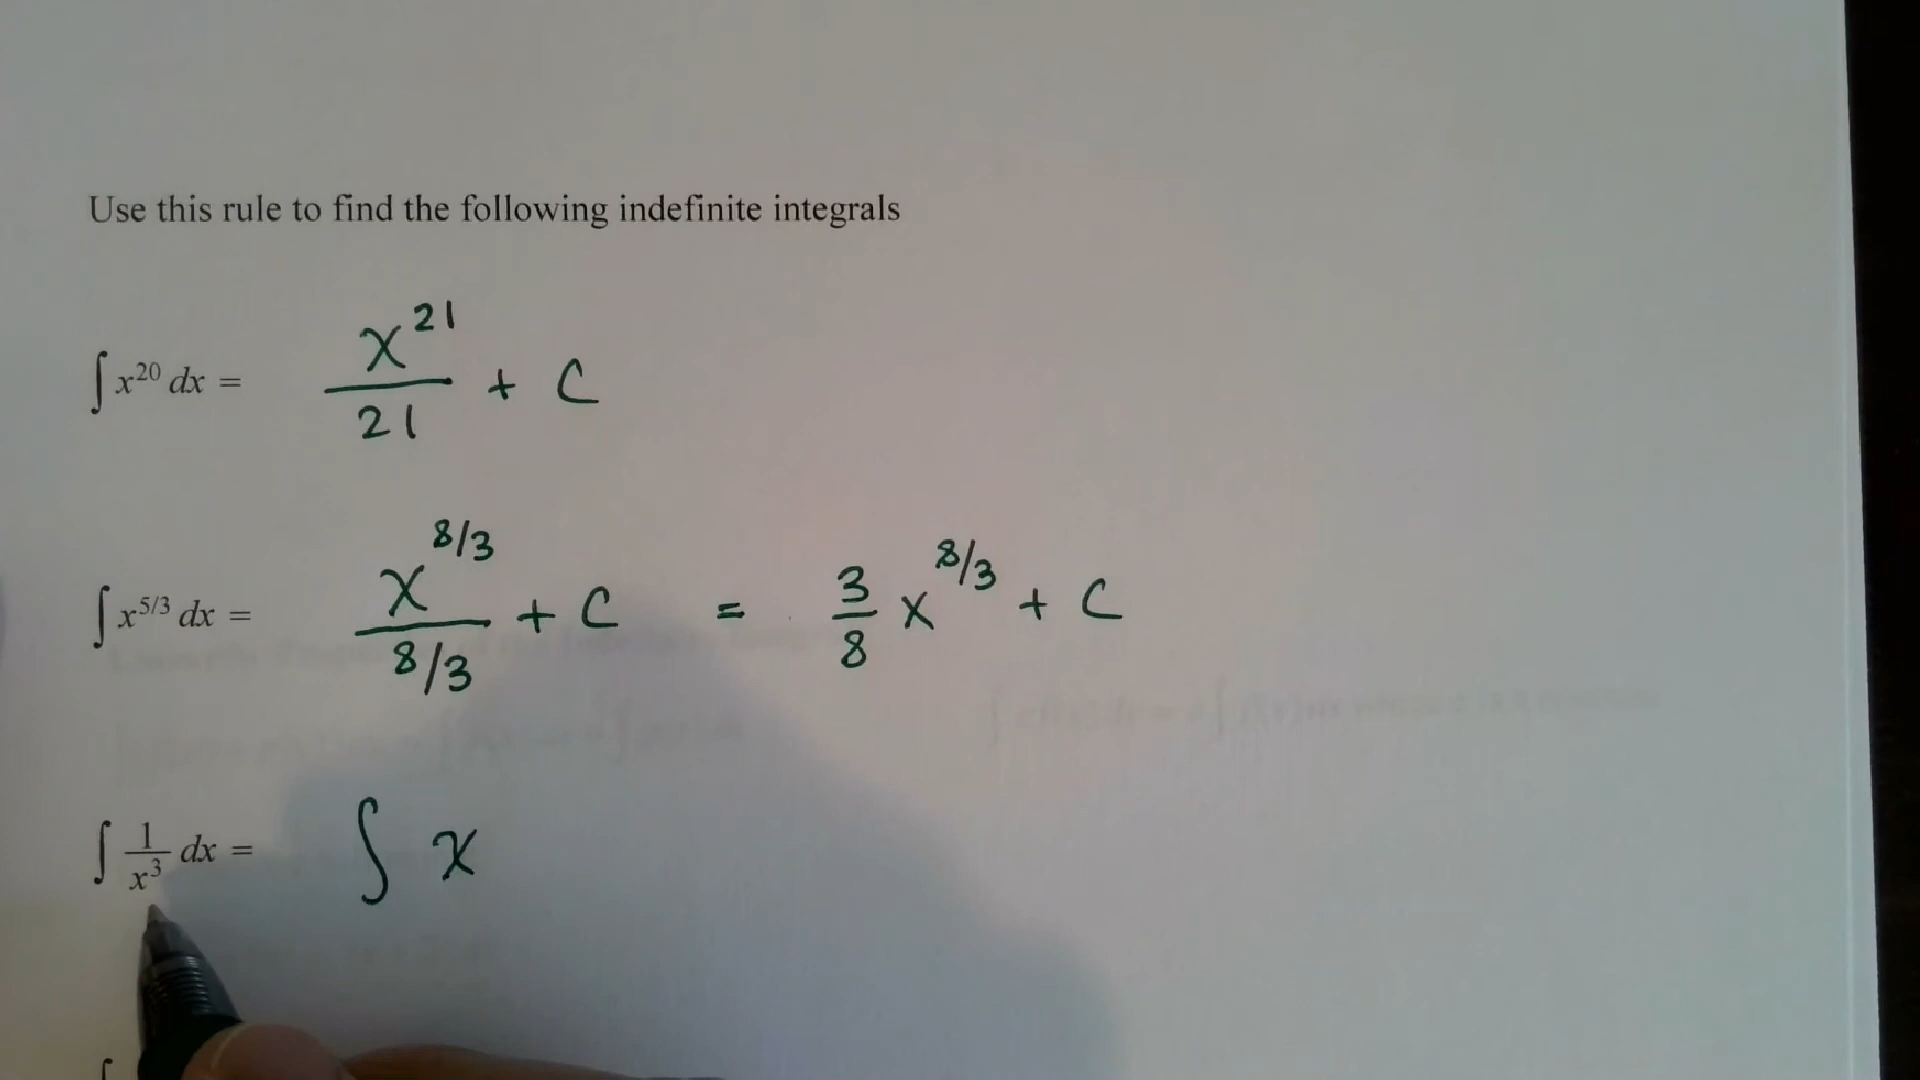 Use this rule to find the following indefinite integrals
∫ x^20 dx = x^21 / 21 + C
∫ x^5/3 dx = x^8/3 / 8/3 + C = 3/8 x^8/3 + C
∫ 1/x^3 dx = ∫ x